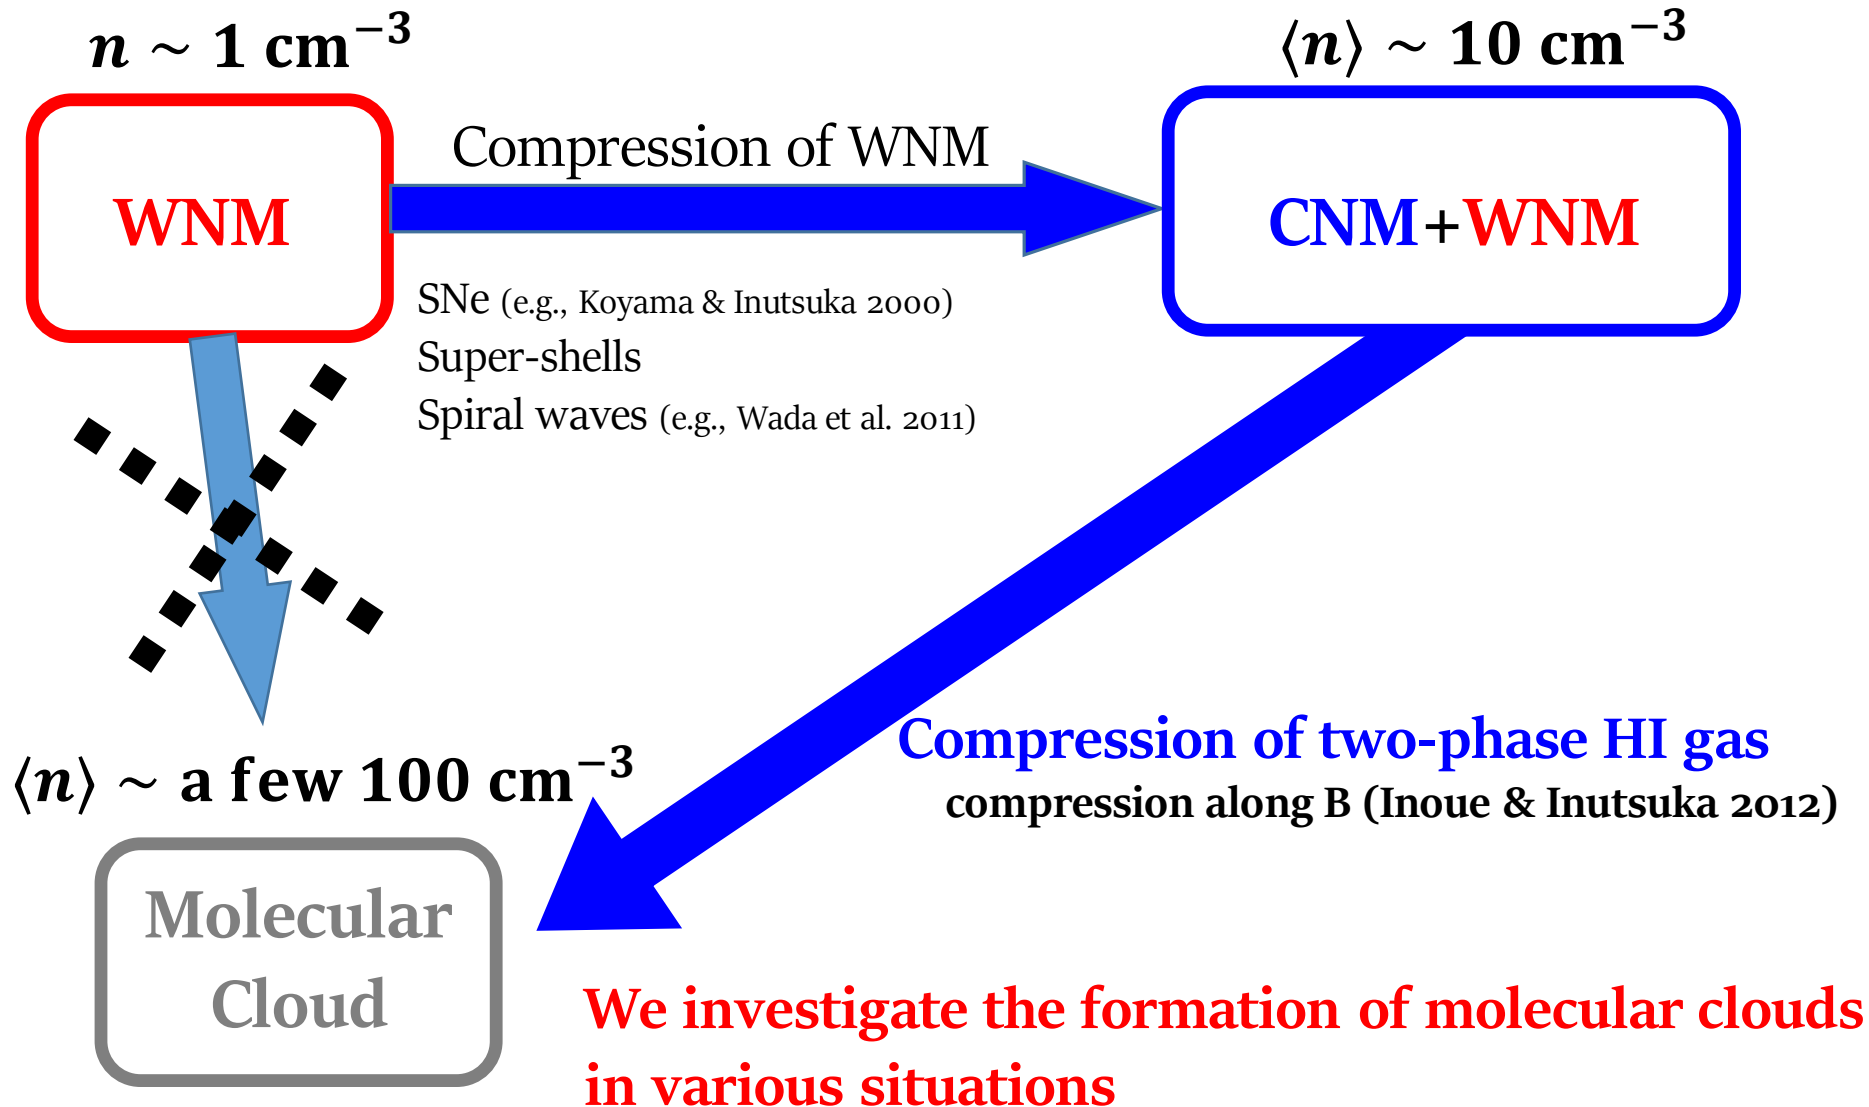 n ~ 1 cm⁻³
⟨n⟩ ~ 10 cm⁻³
WNM
Compression of WNM
CNM+WNM
SNe (e.g., Koyama & Inutsuka 2000)
Super-shells
Spiral waves (e.g., Wada et al. 2011)
Compression of two-phase HI gas
compression along B (Inoue & Inutsuka 2012)
⟨n⟩ ~ a few 100 cm⁻³
Molecular
Cloud
We investigate the formation of molecular clouds
in various situations